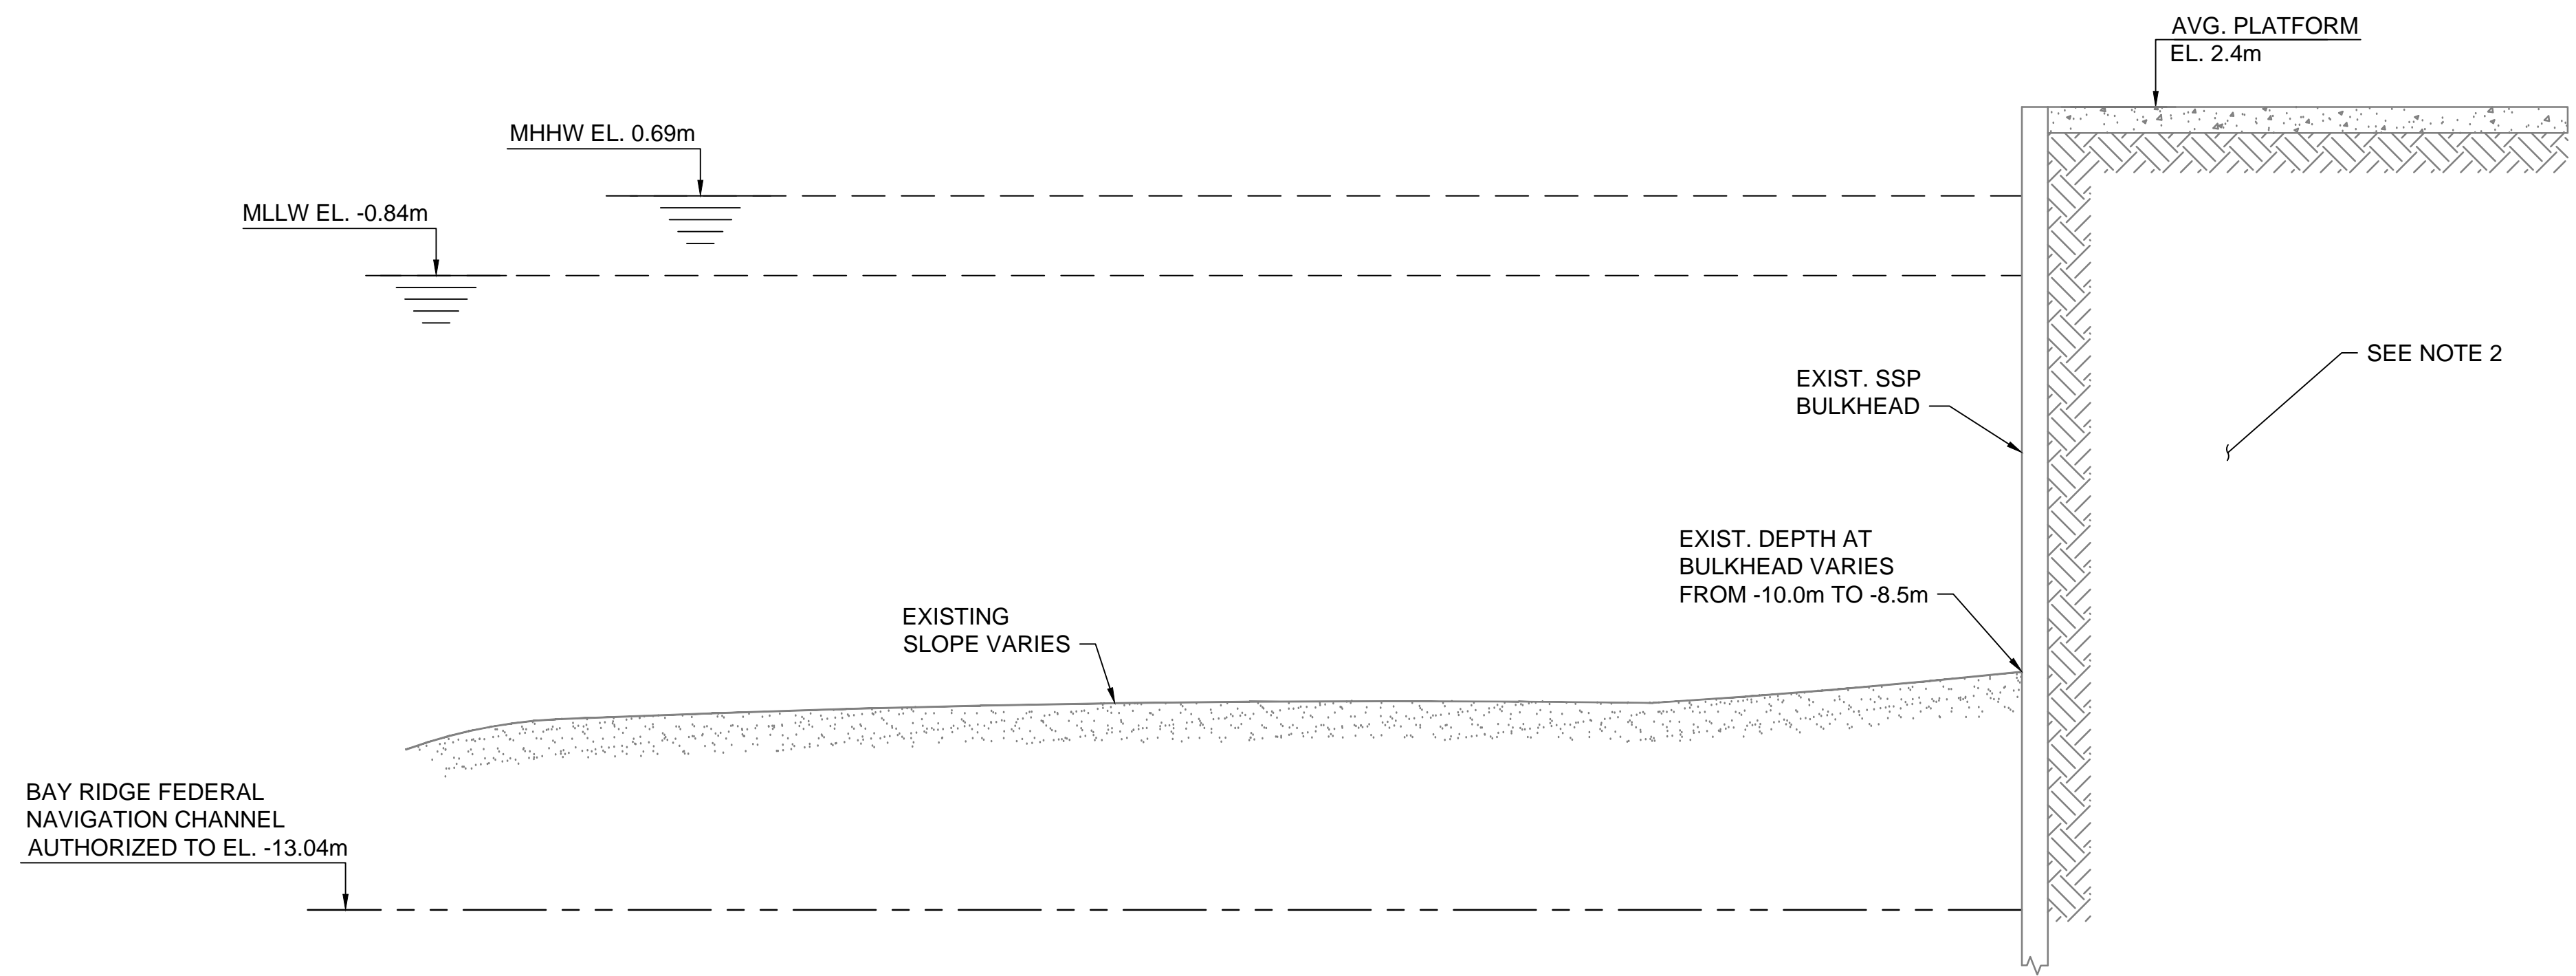 AVG. PLATFORM
EL. 2.4m
MHHW EL. 0.69m
MLLW EL. -0.84m
SEE NOTE 2
EXIST. SSP
BULKHEAD
EXIST. DEPTH AT
BULKHEAD VARIES
FROM -10.0m TO -8.5m
EXISTING
SLOPE VARIES
BAY RIDGE FEDERAL
NAVIGATION CHANNEL
AUTHORIZED TO EL. -13.04m